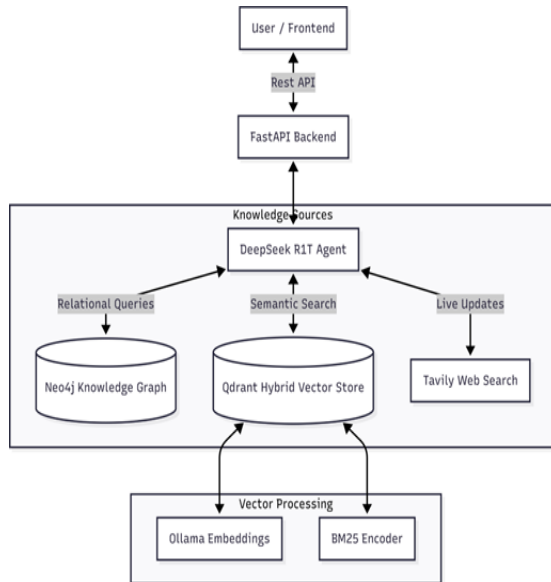 User / Frontend
Rest API
FastAPI Backend
Knowledge Sources
DeepSeek R1T Agent
Relational Queries
Semantic Search
Live Updates
Neo4j Knowledge Graph
Qdrant Hybrid Vector Store
Tavily Web Search
Vector Processing
Ollama Embeddings
BM25 Encoder